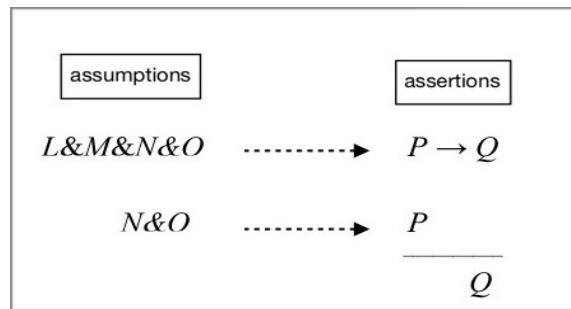 assumptions assertions
L&M&N&O P → Q
N&O P
Q